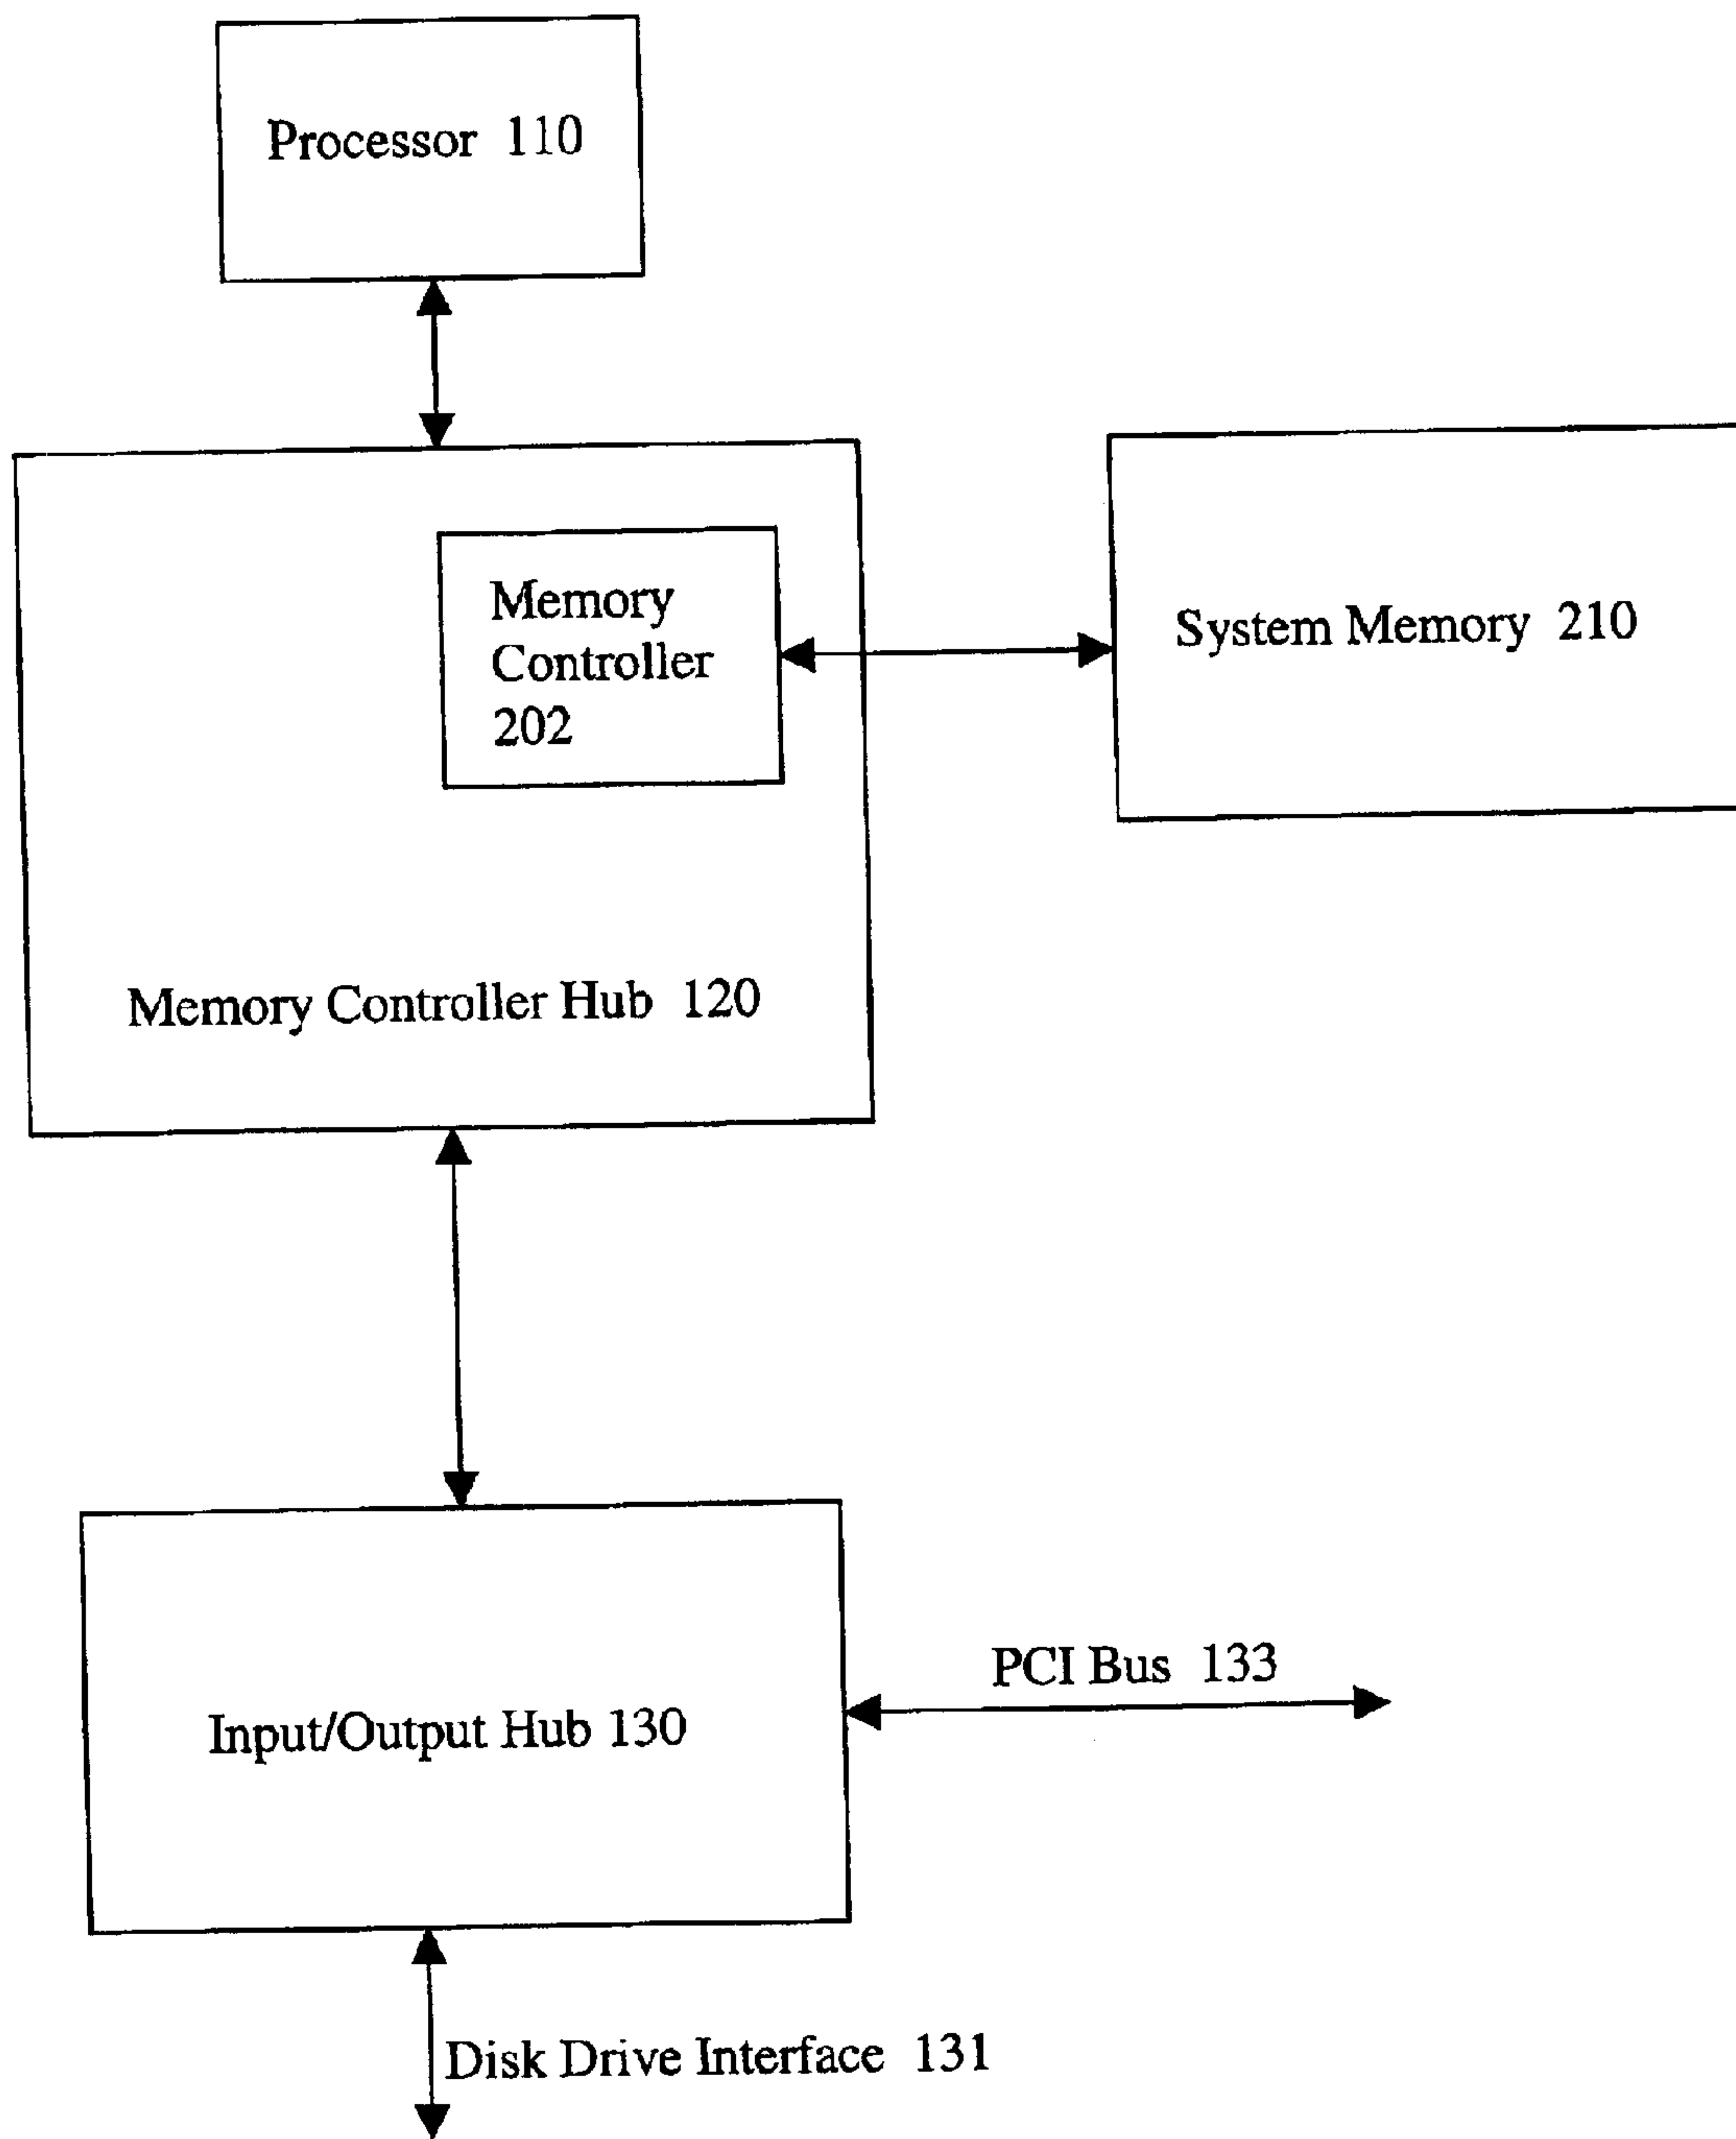 Processor 110
Memory
Controller
202
System Memory 210
Memory Controller Hub 120
PCI Bus 133
Input/Output Hub 130
Disk Drive Interface 131